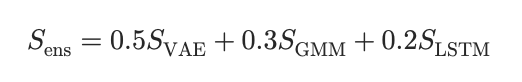 S_ens = 0.5S_VAE + 0.3S_GMM + 0.2S_LSTM